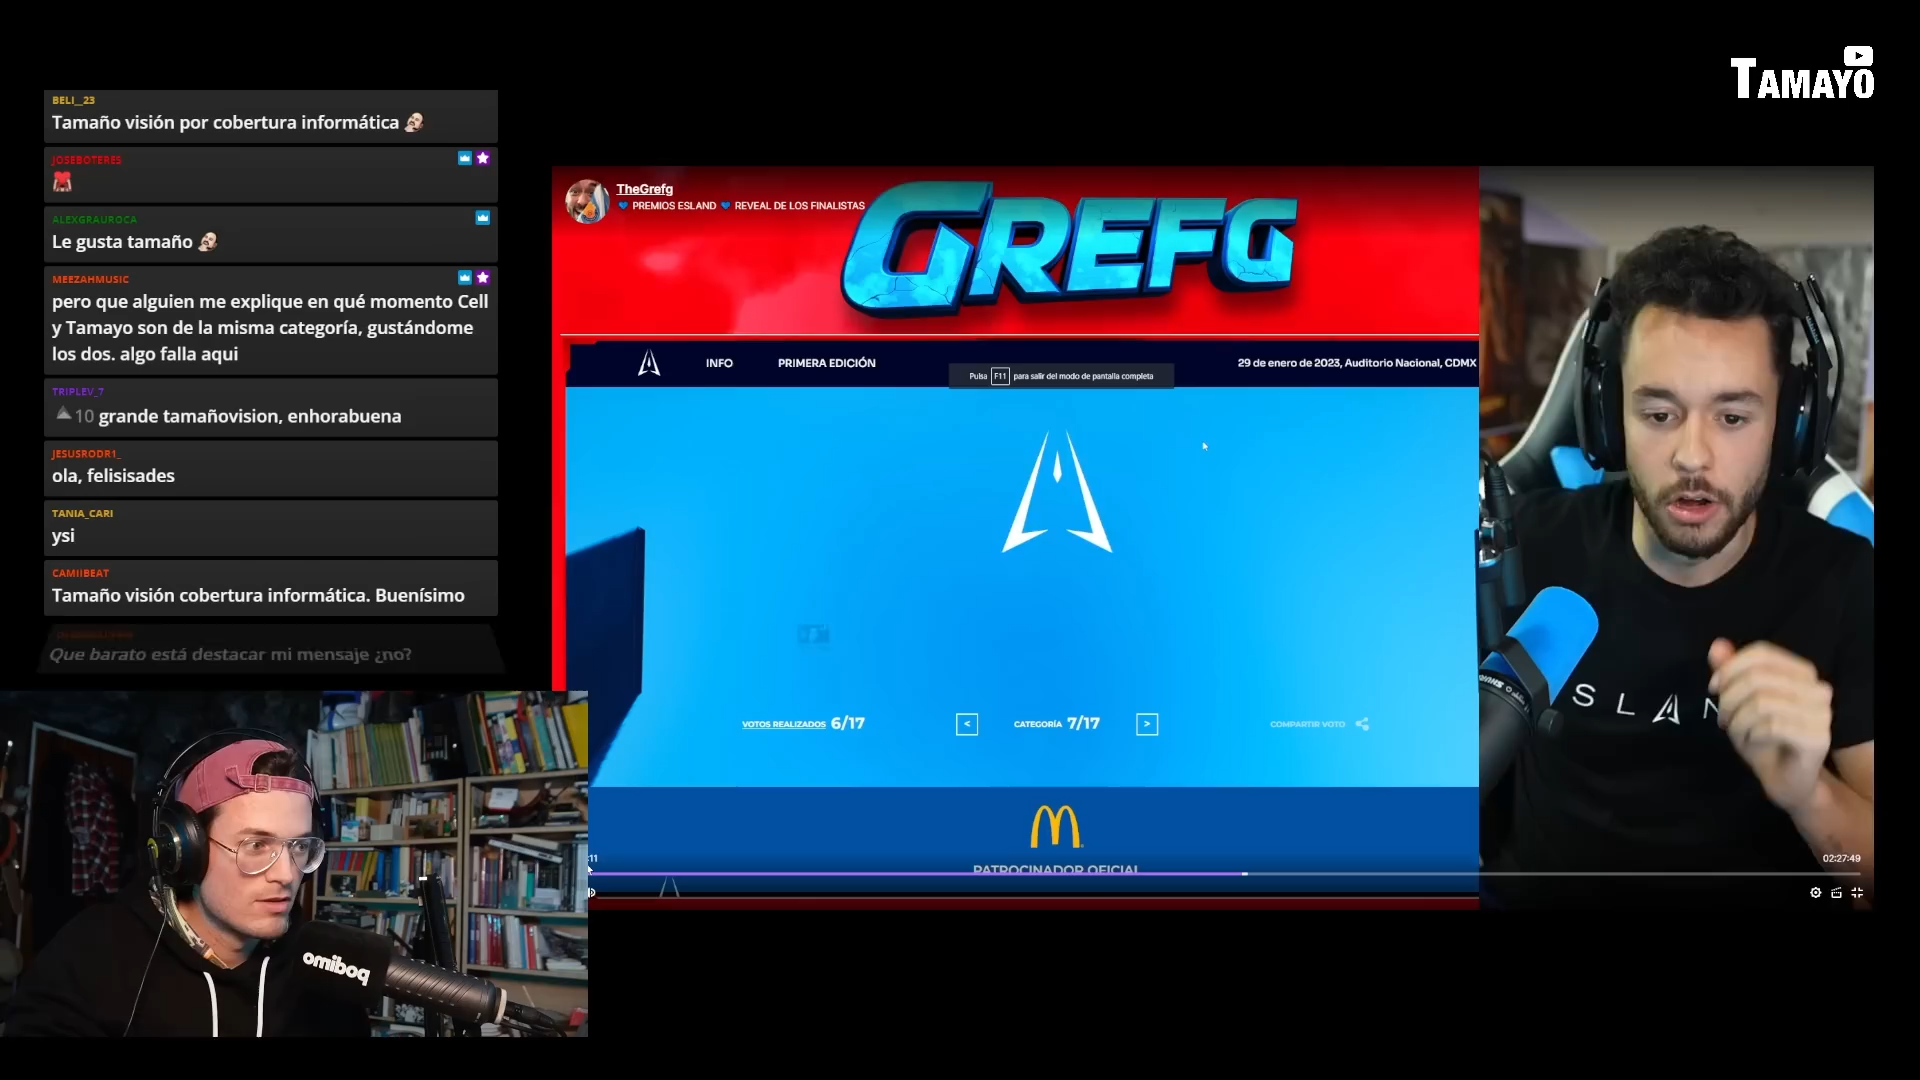 TAMAYO
BELI__23
Tamaño visión por cobertura informática
JOSEBOTERES
ALEXGRAUROCA
Le gusta tamaño
MEEZAHMUSIC
pero que alguien me explique en qué momento Cell
y Tamayo son de la misma categoría, gustándome
los dos. algo falla aqui
TRIPLEV_7
10 grande tamañovision, enhorabuena
JESUSRODR1_
ola, felisisades
TANIA_CARI
ysi
CAMIIBEAT
Tamaño visión cobertura informática. Buenísimo
Que barato está destacar mi mensaje ¿no?
TheGrefg
PREMIOS ESLAND REVEAL DE LOS FINALISTAS
GREFG
INFO
PRIMERA EDICIÓN
29 de enero de 2023, Auditorio Nacional, CDMX
Pulsa F11 para salir del modo de pantalla completa
VOTOS REALIZADOS 6/17
< CATEGORÍA 7/17 >
COMPARTIR VOTO
PATROCINADOR OFICIAL
:11
02:27:49
SLAN
poqimo